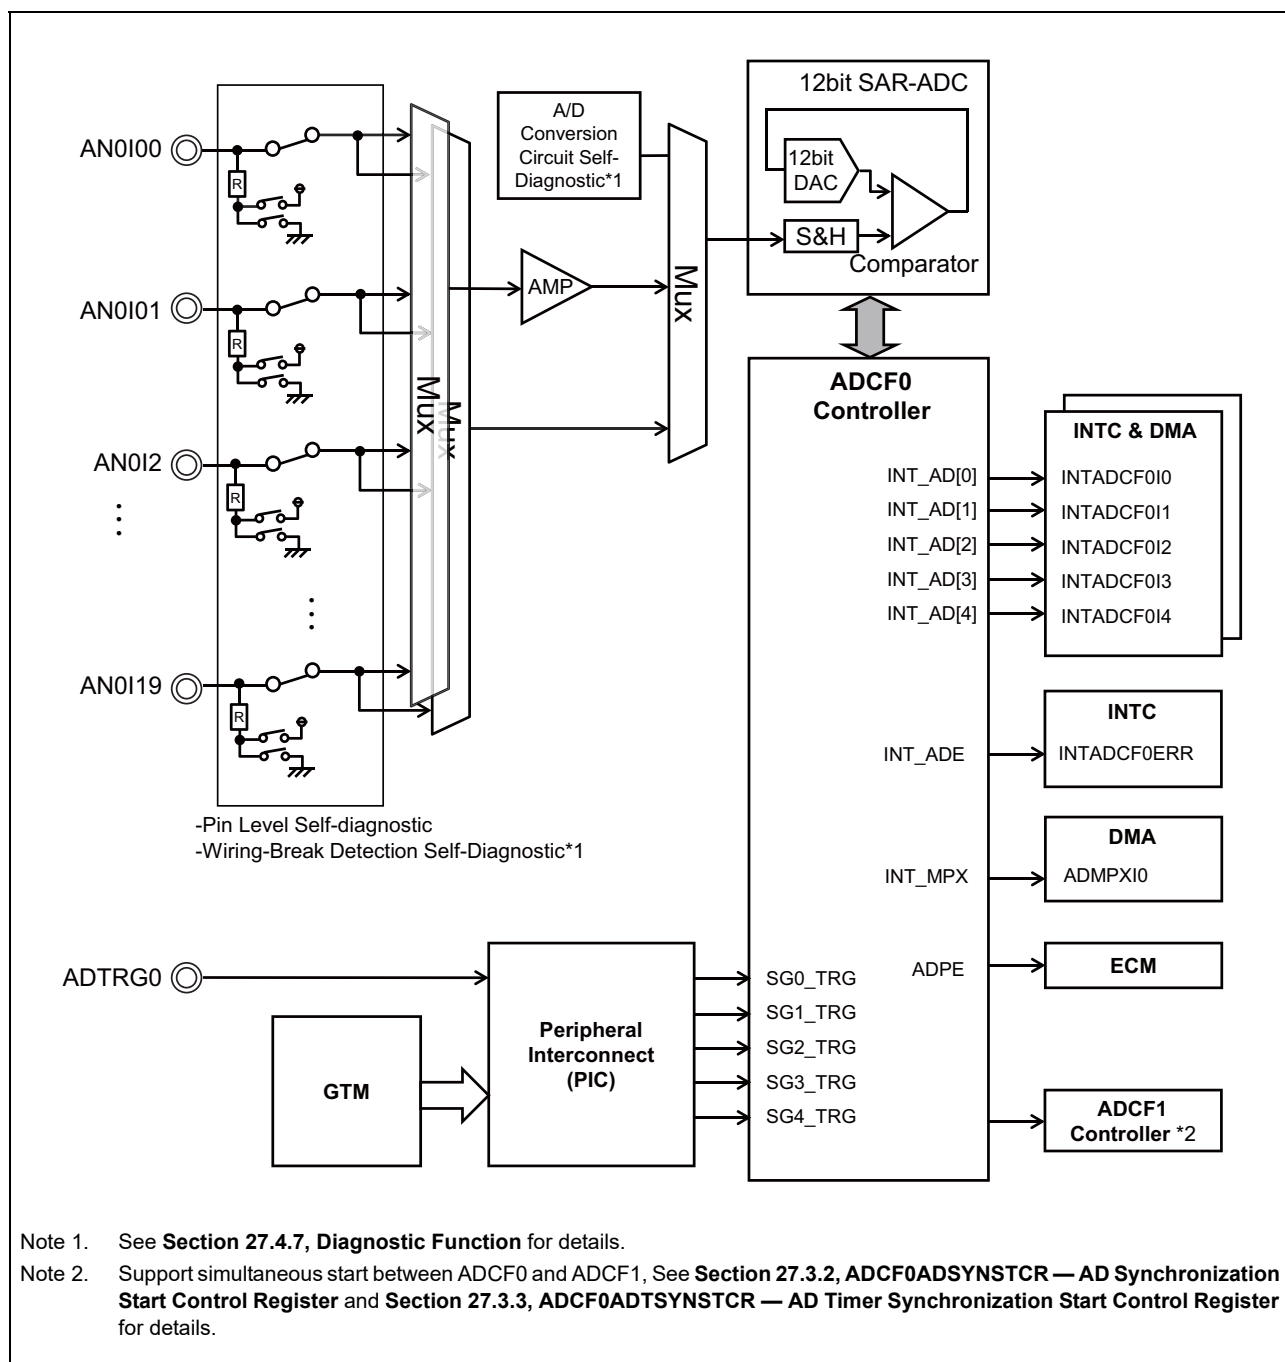 12bit SAR-ADC
A/D
Conversion
Circuit Self-
Diagnostic*1
12bit
DAC
S&H
Comparator
AN0I00
R
AN0I01
R
AN0I2
R
AN0I19
R
Mux
Mux
AMP
Mux
-Pin Level Self-diagnostic
-Wiring-Break Detection Self-Diagnostic*1
ADCF0
Controller
INT_AD[0]
INT_AD[1]
INT_AD[2]
INT_AD[3]
INT_AD[4]
INTC & DMA
INTADCF0I0
INTADCF0I1
INTADCF0I2
INTADCF0I3
INTADCF0I4
INT_ADE
INTC
INTADCF0ERR
INT_MPX
DMA
ADMPXI0
ADPE
ECM
ADTRG0
GTM
Peripheral
Interconnect
(PIC)
SG0_TRG
SG1_TRG
SG2_TRG
SG3_TRG
SG4_TRG
ADCF1
Controller *2
Note 1. See Section 27.4.7, Diagnostic Function for details.
Note 2. Support simultaneous start between ADCF0 and ADCF1, See Section 27.3.2, ADCF0ADSYNSTCR — AD Synchronization
Start Control Register and Section 27.3.3, ADCF0ADTSYNSTCR — AD Timer Synchronization Start Control Register
for details.